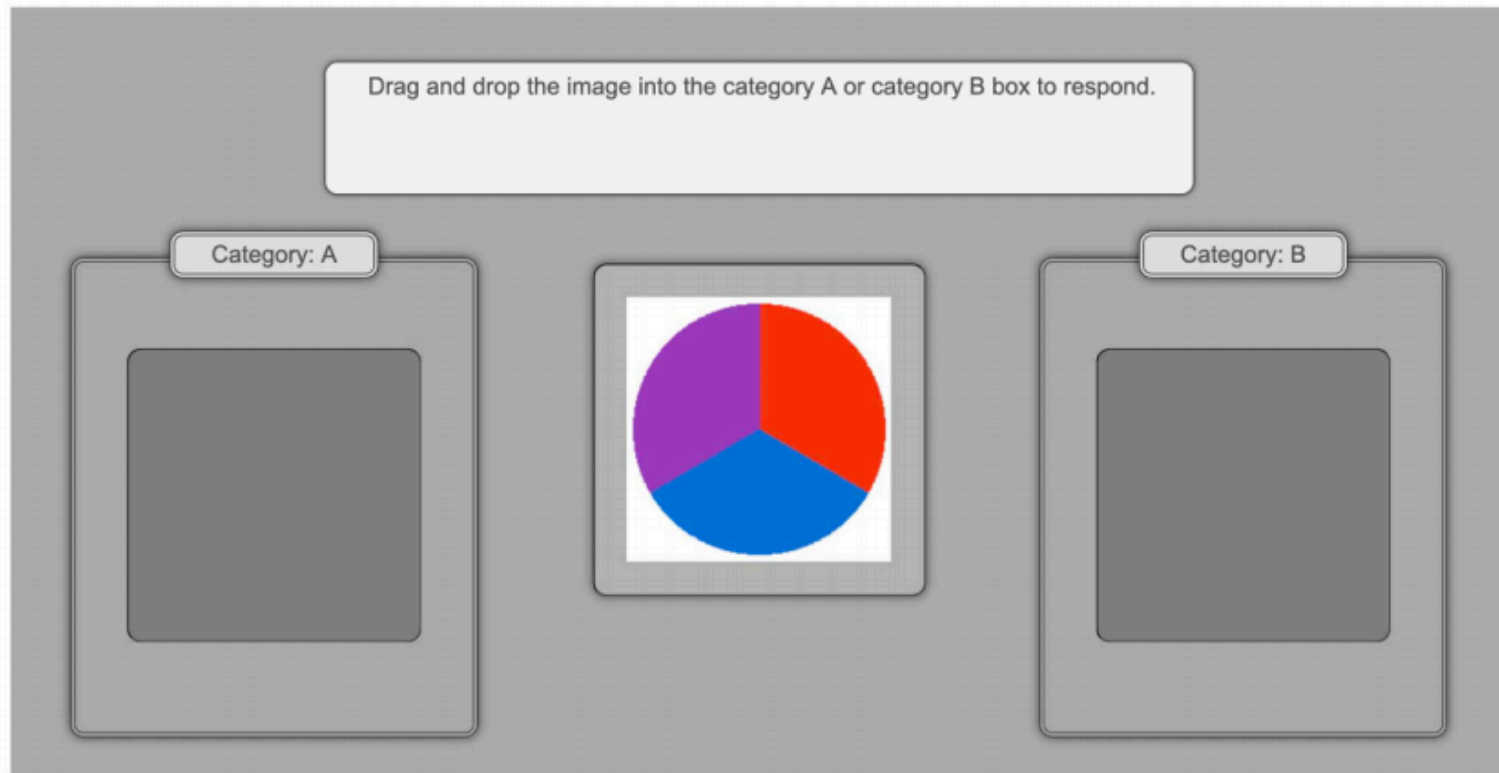 Drag and drop the image into the category A or category B box to respond.
Category: A
Category: B